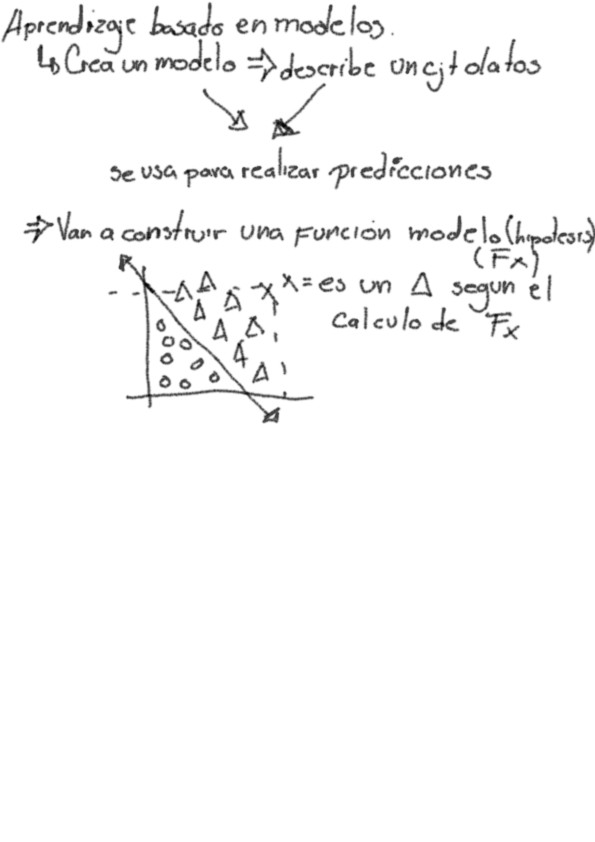 Aprendizaje basado en modelos.
↳ Crea un modelo ⇒ describe un cjto datos
se usa para realizar predicciones
⇒ Van a construir una Función modelo (hipotesis)
(Fx)
x = es un Δ segun el
Calculo de Fx